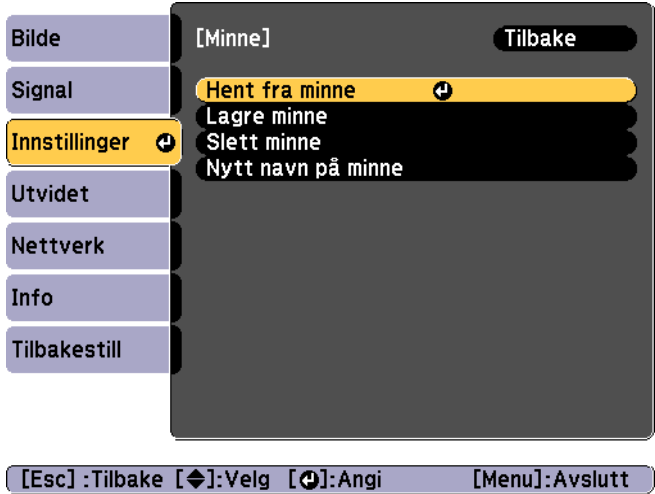 Bilde
Signal
Innstillinger
Utvidet
Nettverk
Info
Tilbakestill
[Minne] Tilbake
Hent fra minne
Lagre minne
Slett minne
Nytt navn på minne
[Esc] :Tilbake [◆]:Velg [⏎]:Angi [Menu]:Avslutt